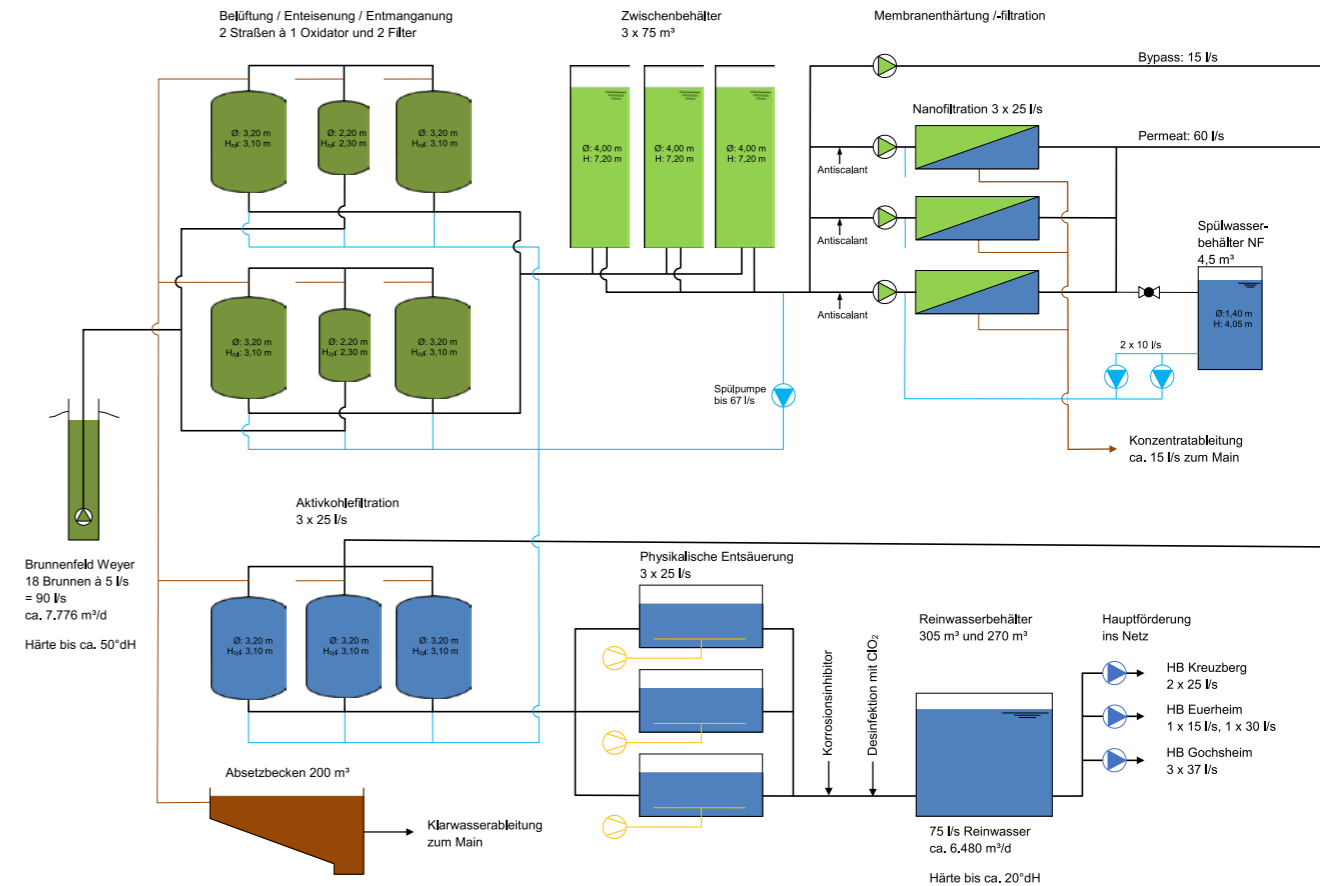 Belüftung / Enteisenung / Entmanganung
2 Straßen à 1 Oxidator und 2 Filter
Zwischenbehälter
3 x 75 m³
Membranenthärtung /-filtration
Bypass: 15 l/s
Ø: 3,20 m
Hzyl: 3,10 m
Ø: 2,20 m
Hzyl: 2,30 m
Ø: 3,20 m
Hzyl: 3,10 m
Ø: 4,00 m
H: 7,20 m
Ø: 4,00 m
H: 7,20 m
Ø: 4,00 m
H: 7,20 m
Nanofiltration 3 x 25 l/s
Permeat: 60 l/s
Antiscalant
Antiscalant
Antiscalant
Spülwasser-
behälter NF
4,5 m³
Ø:1,40 m
H: 4,05 m
2 x 10 l/s
Ø: 3,20 m
Hzyl: 3,10 m
Ø: 2,20 m
Hzyl: 2,30 m
Ø: 3,20 m
Hzyl: 3,10 m
Spülpumpe
bis 67 l/s
Konzentratableitung
ca. 15 l/s zum Main
Brunnenfeld Weyer
18 Brunnen à 5 l/s
= 90 l/s
ca. 7.776 m³/d
Härte bis ca. 50°dH
Aktivkohlefiltration
3 x 25 l/s
Ø: 3,20 m
Hzyl: 3,10 m
Ø: 3,20 m
Hzyl: 3,10 m
Ø: 3,20 m
Hzyl: 3,10 m
Physikalische Entsäuerung
3 x 25 l/s
Korrosionsinhibitor
Desinfektion mit ClO₂
Reinwasserbehälter
305 m³ und 270 m³
Hauptförderung
ins Netz
HB Kreuzberg
2 x 25 l/s
HB Euerheim
1 x 15 l/s, 1 x 30 l/s
HB Gochsheim
3 x 37 l/s
Absetzbecken 200 m³
Klarwasserableitung
zum Main
75 l/s Reinwasser
ca. 6.480 m³/d
Härte bis ca. 20°dH